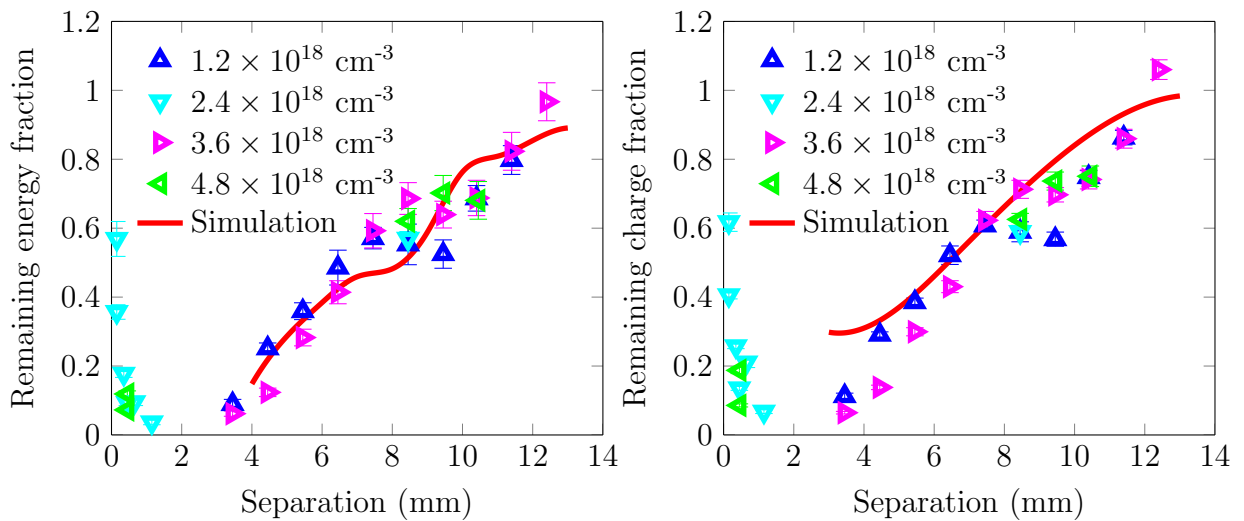 Remaining energy fraction
1.2
1
0.8
0.6
0.4
0.2
0
1.2 × 10¹⁸ cm⁻³
2.4 × 10¹⁸ cm⁻³
3.6 × 10¹⁸ cm⁻³
4.8 × 10¹⁸ cm⁻³
Simulation
0 2 4 6 8 10 12 14
Separation (mm)
Remaining charge fraction
1.2
1
0.8
0.6
0.4
0.2
0
1.2 × 10¹⁸ cm⁻³
2.4 × 10¹⁸ cm⁻³
3.6 × 10¹⁸ cm⁻³
4.8 × 10¹⁸ cm⁻³
Simulation
0 2 4 6 8 10 12 14
Separation (mm)